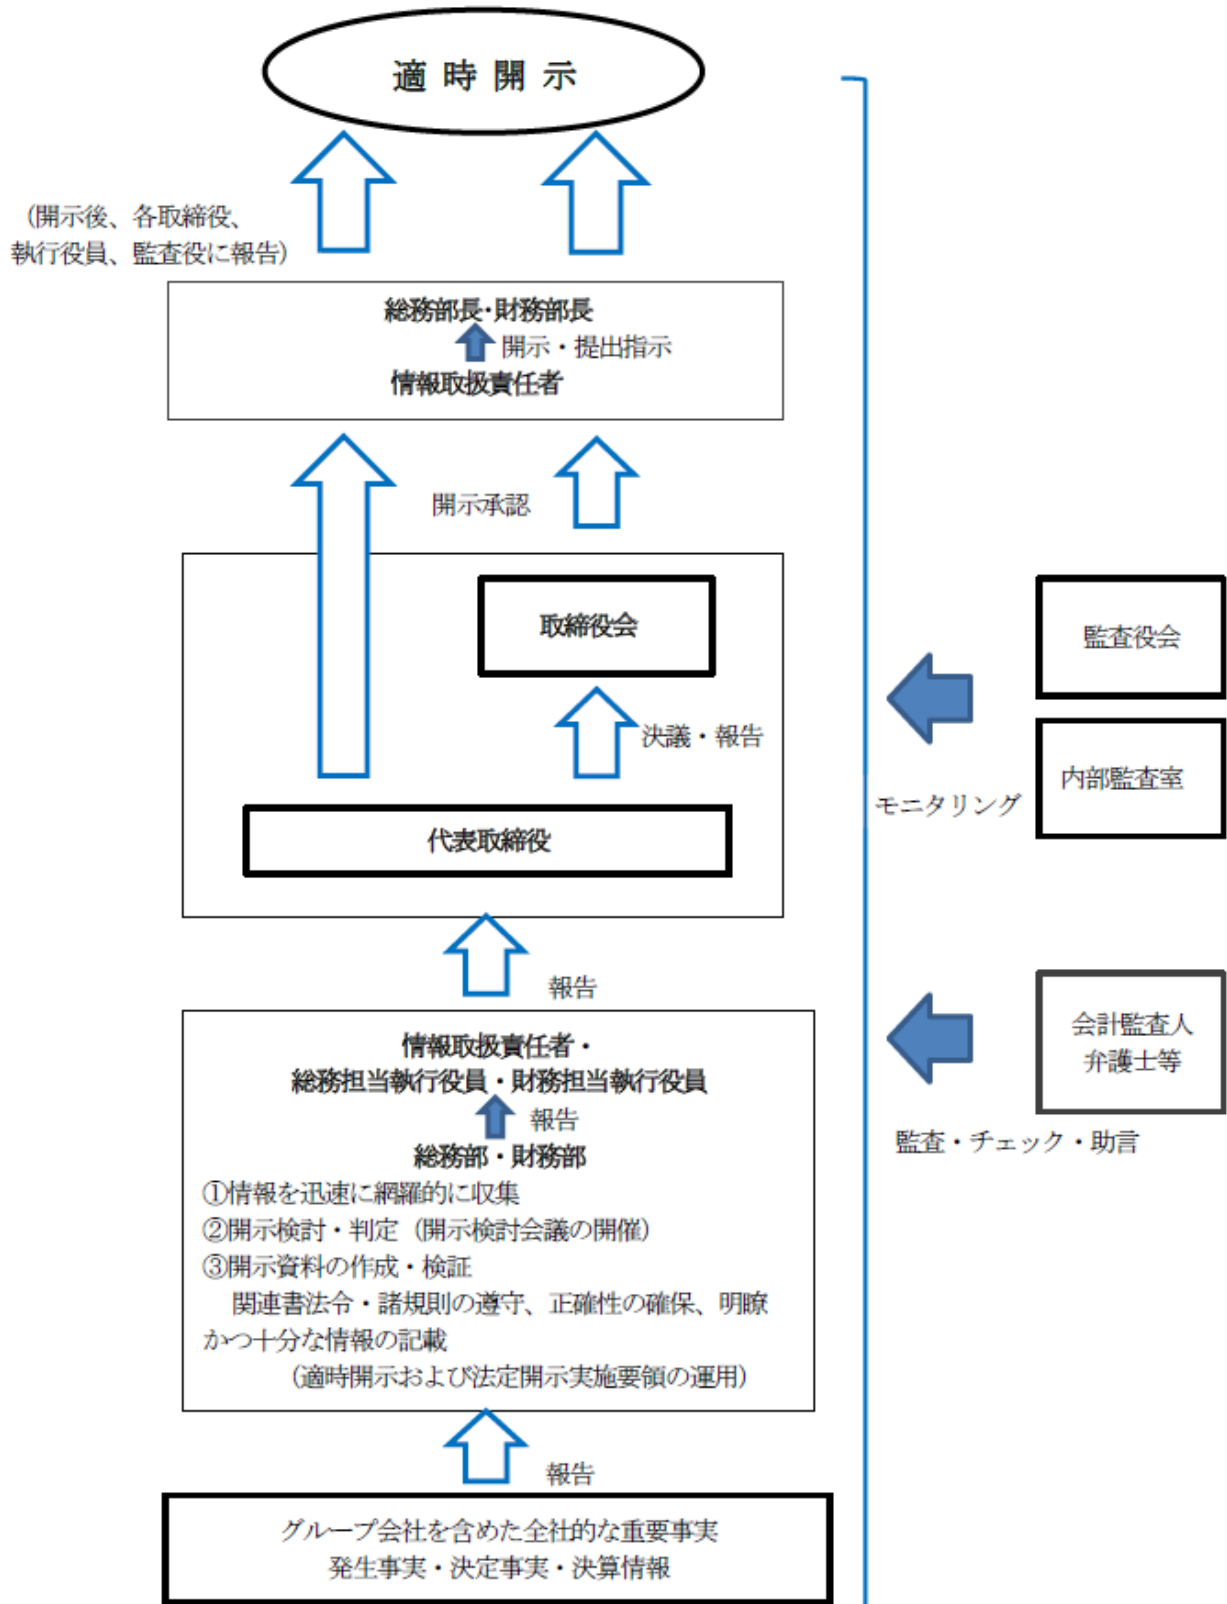 適時開示
（開示後、各取締役、
執行役員、監査役に報告）
総務部長・財務部長
開示・提出指示
情報取扱責任者
開示承認
取締役会
決議・報告
代表取締役
監査役会
内部監査室
モニタリング
報告
情報取扱責任者・
総務担当執行役員・財務担当執行役員
報告
総務部・財務部
①情報を迅速に網羅的に収集
②開示検討・判定（開示検討会議の開催）
③開示資料の作成・検証
関連書法令・諸規則の遵守、正確性の確保、明瞭
かつ十分な情報の記載
（適時開示および法定開示実施要領の運用）
会計監査人
弁護士等
監査・チェック・助言
報告
グループ会社を含めた全社的な重要事実
発生事実・決定事実・決算情報